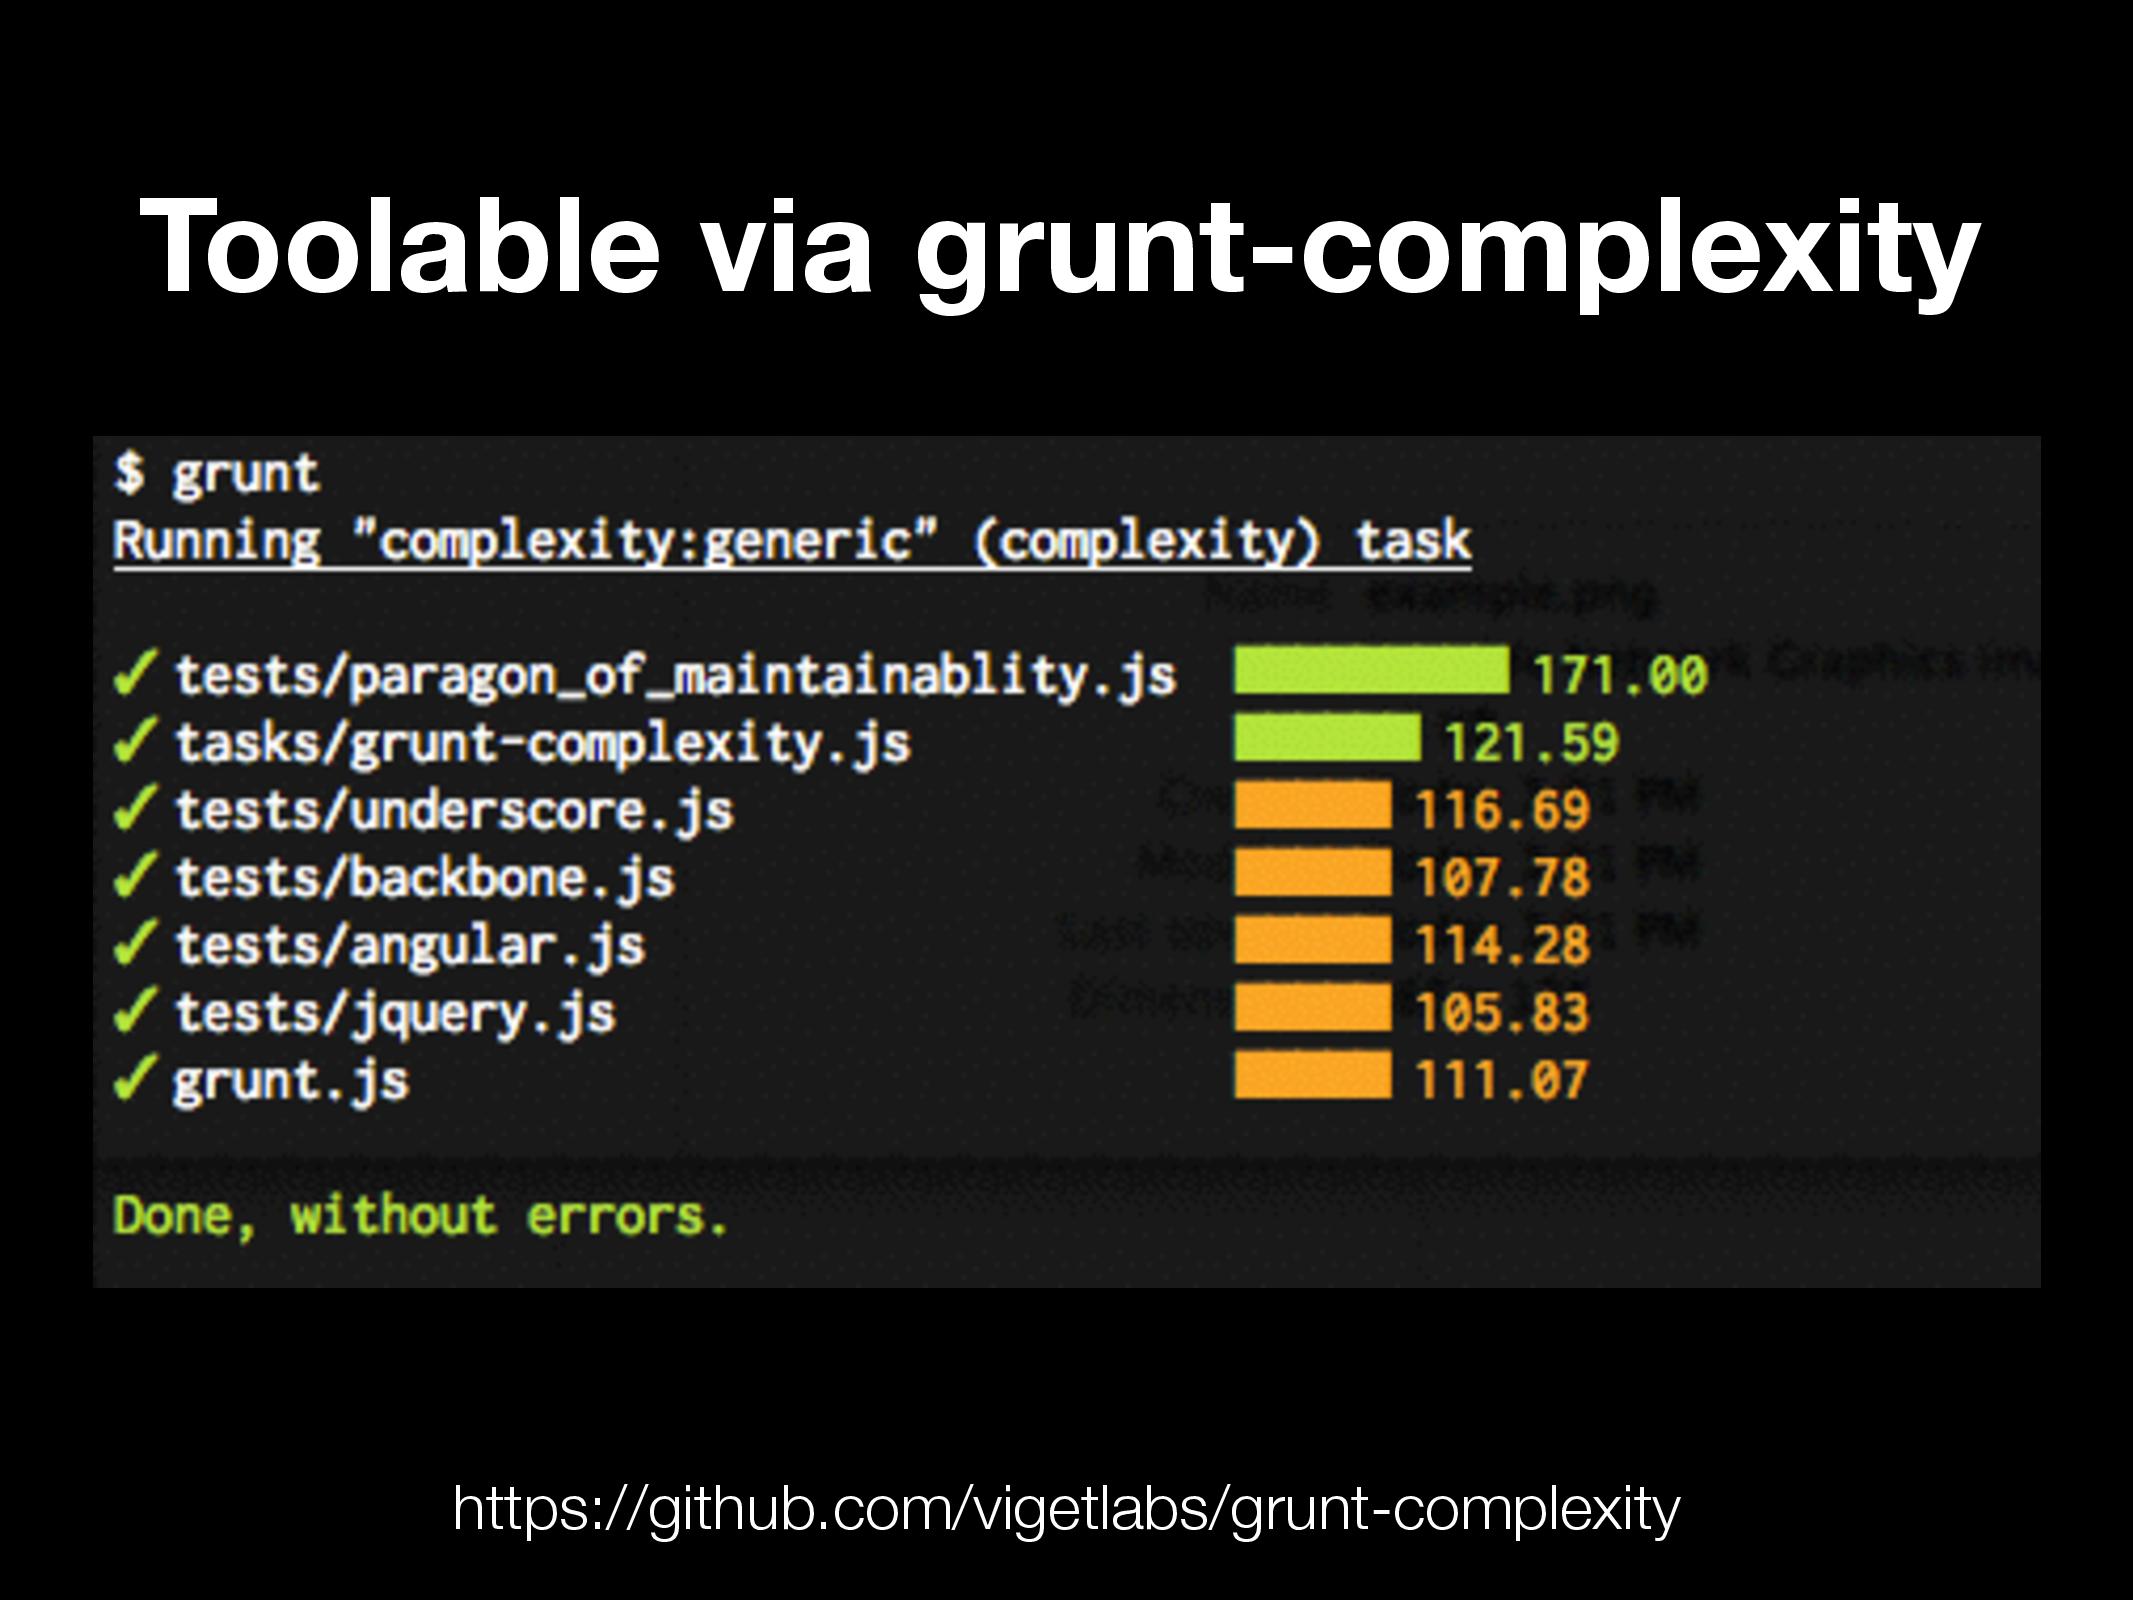 Toolable via grunt-complexity
$ grunt
Running "complexity:generic" (complexity) task
✓ tests/paragon_of_maintainablity.js 171.00
✓ tasks/grunt-complexity.js 121.59
✓ tests/underscore.js 116.69
✓ tests/backbone.js 107.78
✓ tests/angular.js 114.28
✓ tests/jquery.js 105.83
✓ grunt.js 111.07
Done, without errors.
https://github.com/vigetlabs/grunt-complexity